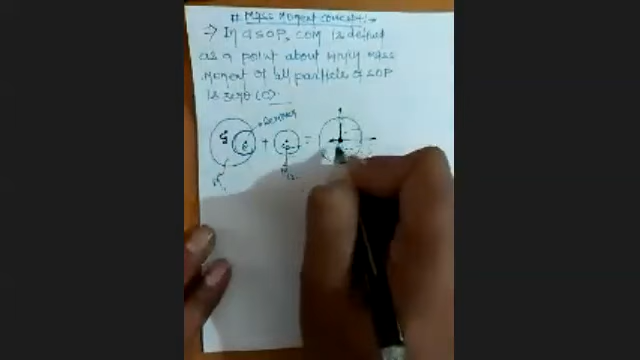 # Mass Moment concept:-
→ In a SOP, COM is defined
as a point about which mass
Moment of all particle of SOP
is zero (0).
+ =